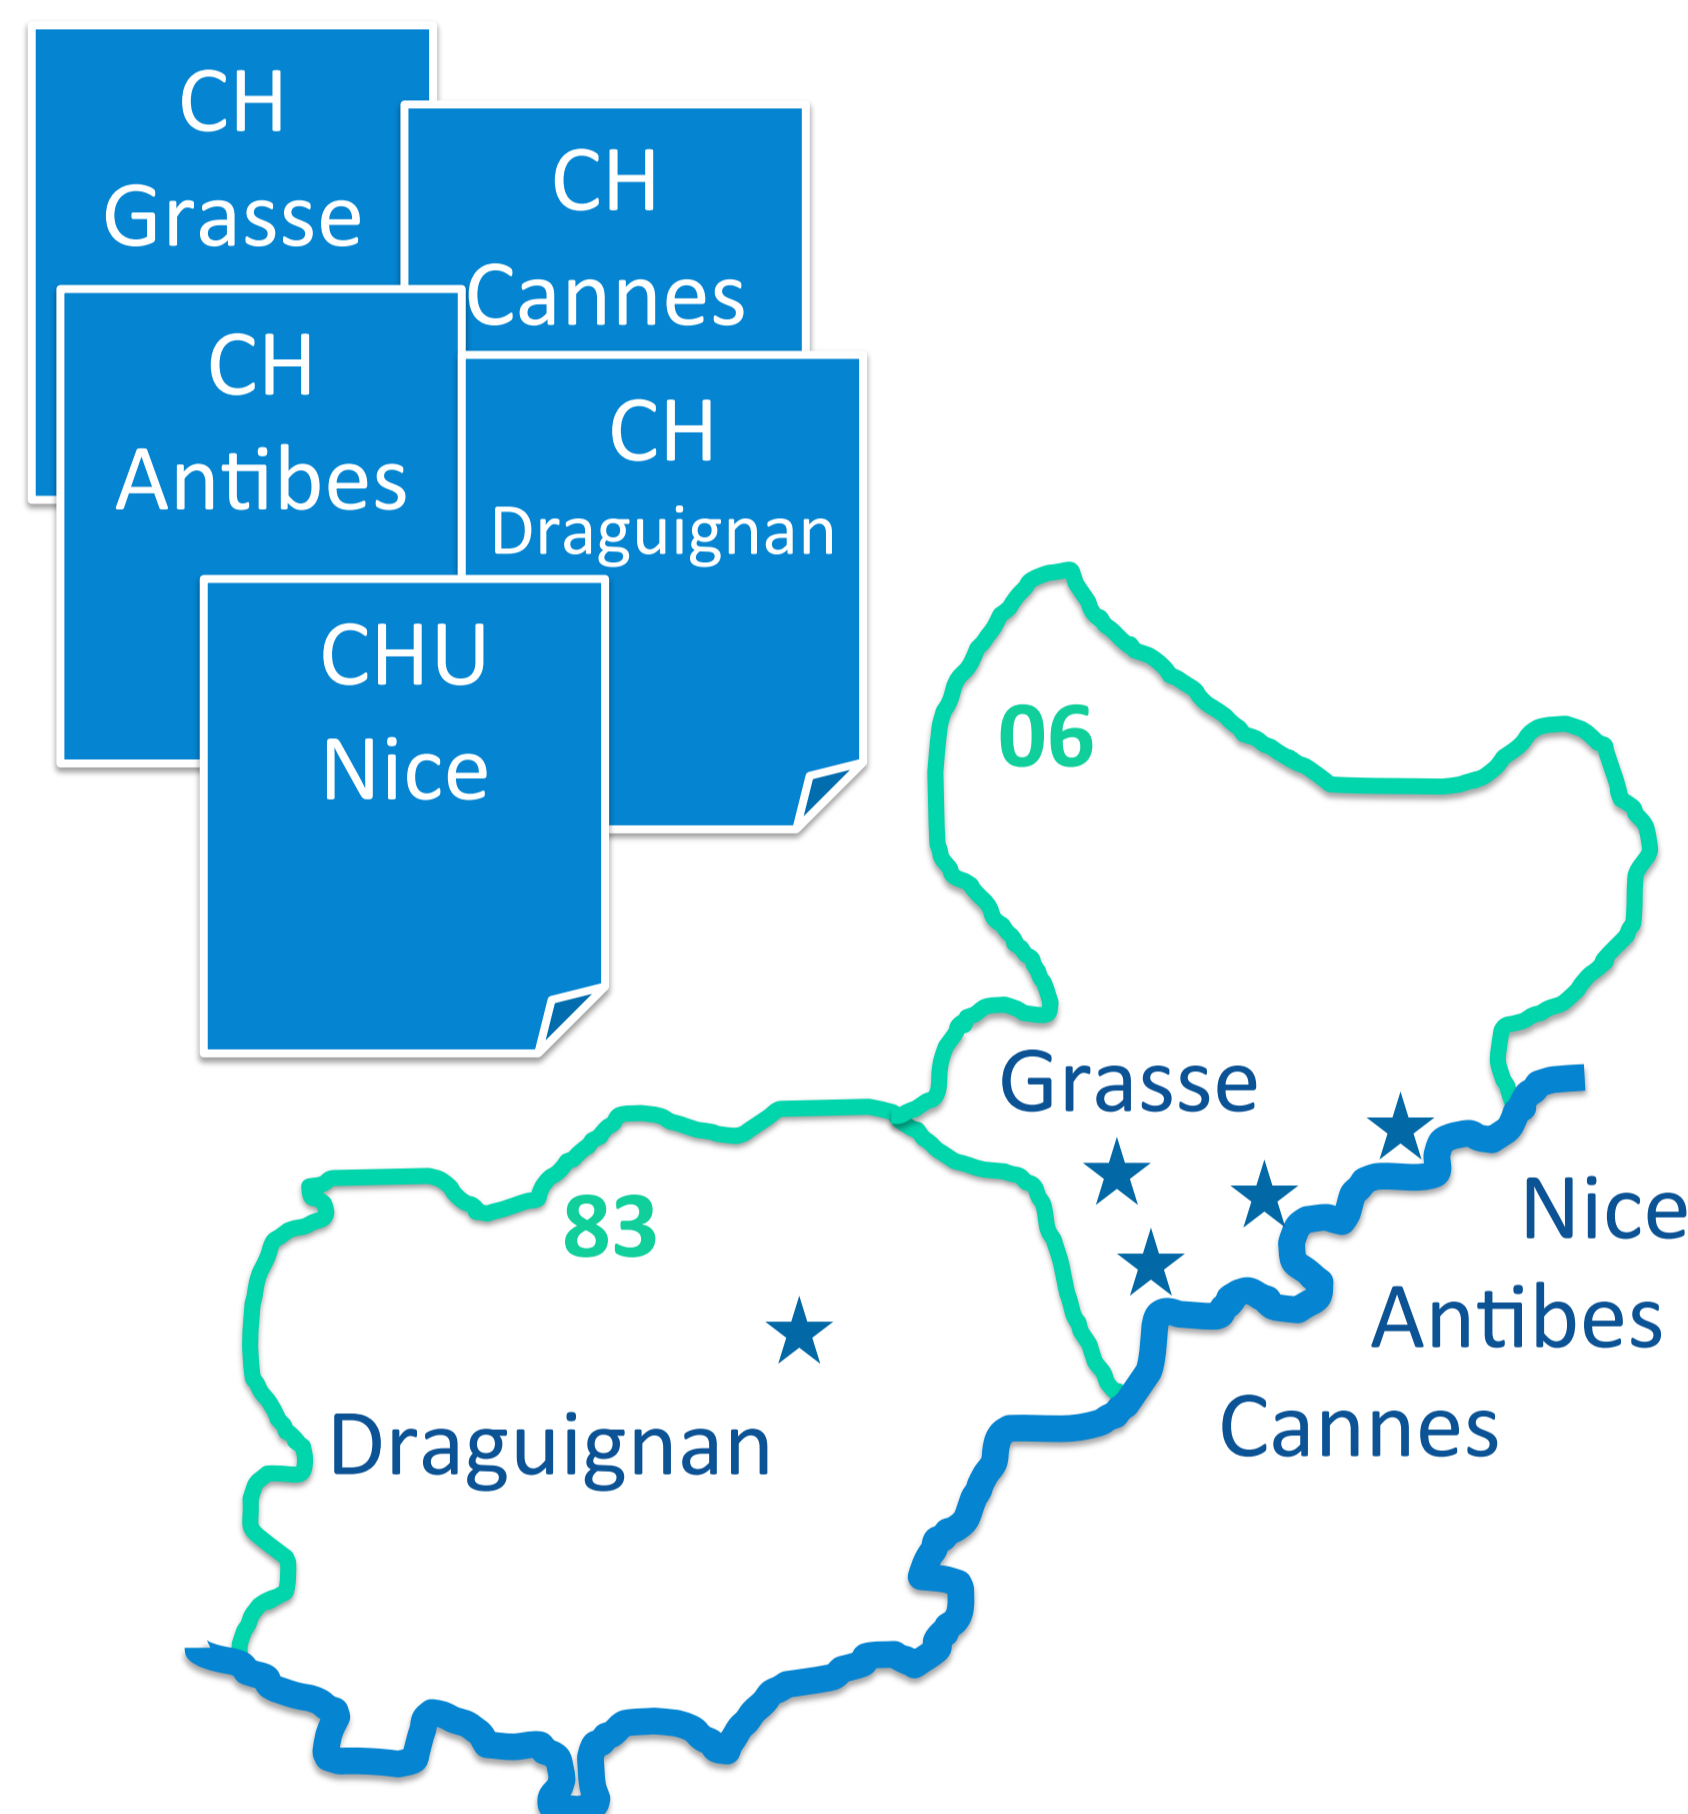 CH
Grasse
CH
Cannes
CH
Antibes
CH
Draguignan
CHU
Nice
06
Grasse
83
Nice
Antibes
Cannes
Draguignan